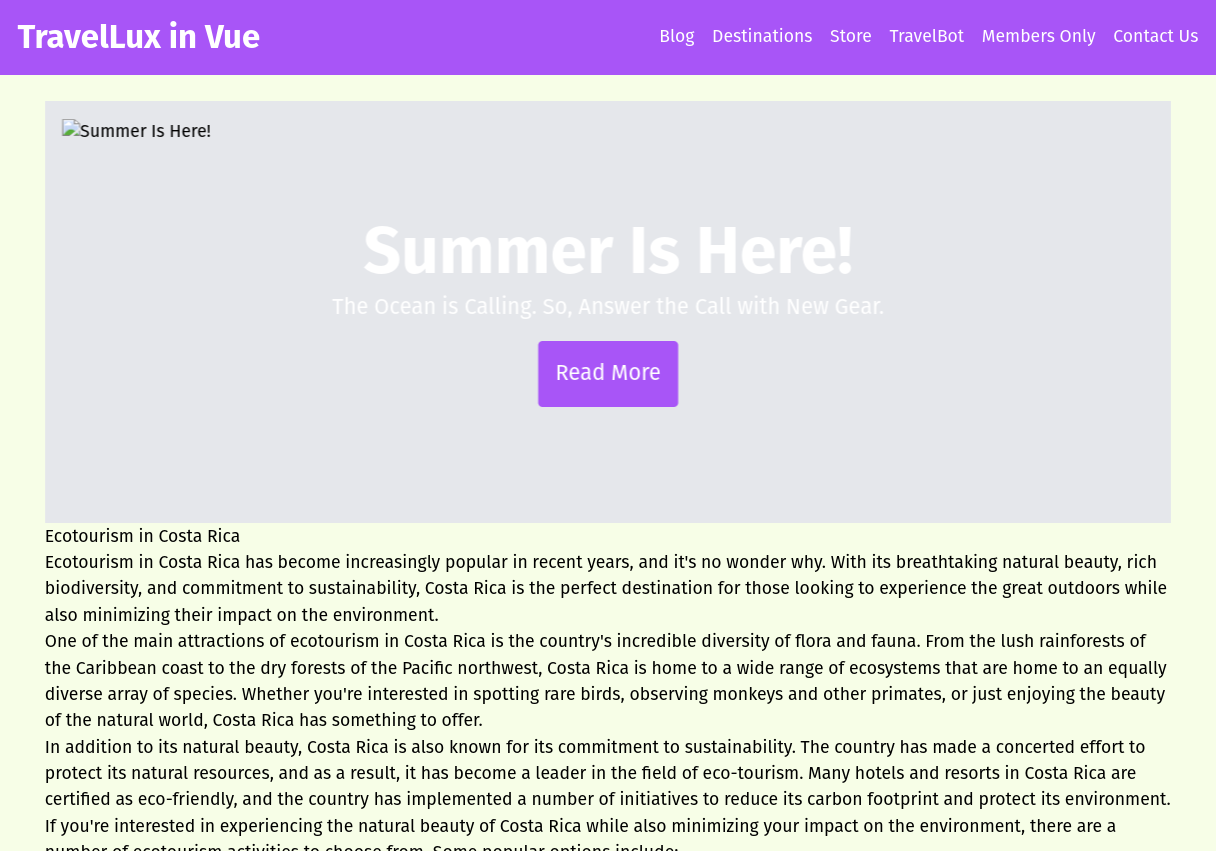 TravelLux in Vue
Blog Destinations Store TravelBot Members Only Contact Us
Summer Is Here!
Summer Is Here!
The Ocean is Calling. So, Answer the Call with New Gear.
Read More
Ecotourism in Costa Rica
Ecotourism in Costa Rica has become increasingly popular in recent years, and it's no wonder why. With its breathtaking natural beauty, rich
biodiversity, and commitment to sustainability, Costa Rica is the perfect destination for those looking to experience the great outdoors while
also minimizing their impact on the environment.
One of the main attractions of ecotourism in Costa Rica is the country's incredible diversity of flora and fauna. From the lush rainforests of
the Caribbean coast to the dry forests of the Pacific northwest, Costa Rica is home to a wide range of ecosystems that are home to an equally
diverse array of species. Whether you're interested in spotting rare birds, observing monkeys and other primates, or just enjoying the beauty
of the natural world, Costa Rica has something to offer.
In addition to its natural beauty, Costa Rica is also known for its commitment to sustainability. The country has made a concerted effort to
protect its natural resources, and as a result, it has become a leader in the field of eco-tourism. Many hotels and resorts in Costa Rica are
certified as eco-friendly, and the country has implemented a number of initiatives to reduce its carbon footprint and protect its environment.
If you're interested in experiencing the natural beauty of Costa Rica while also minimizing your impact on the environment, there are a
number of ecotourism activities to choose from. Some popular options include: